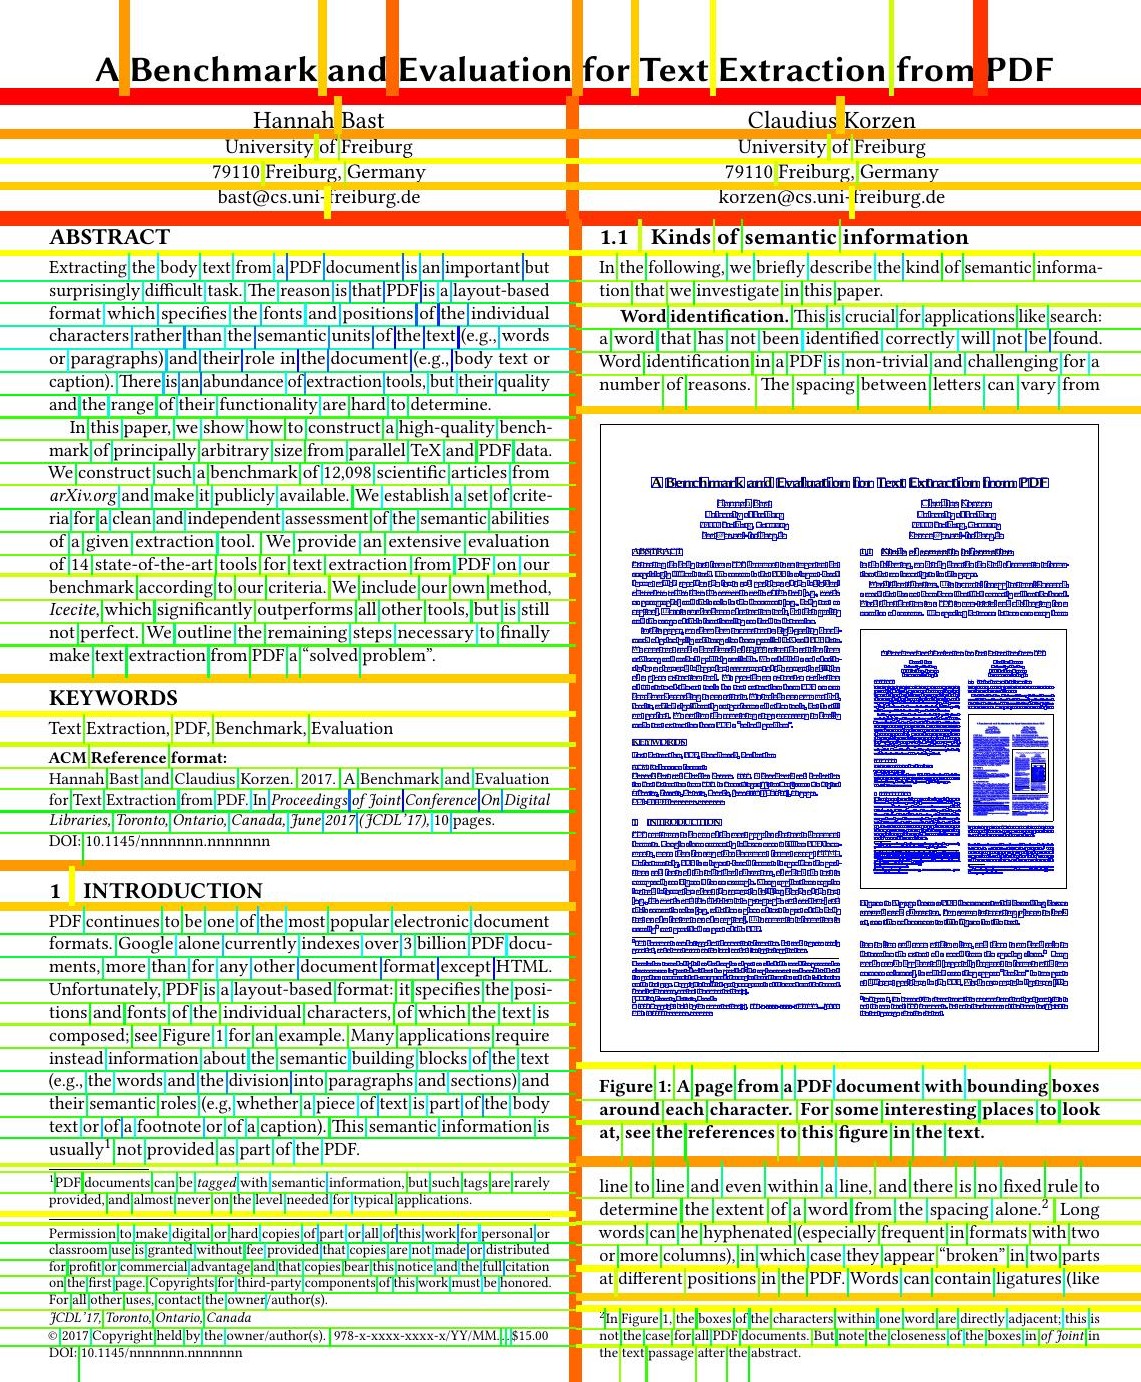 A Benchmark and Evaluation for Text Extraction from PDF
Hannah Bast
University of Freiburg
79110 Freiburg, Germany
bast@cs.uni-freiburg.de
Claudius Korzen
University of Freiburg
79110 Freiburg, Germany
korzen@cs.uni-freiburg.de
ABSTRACT
Extracting the body text from a PDF document is an important but
surprisingly difficult task. The reason is that PDF is a layout-based
format which specifies the fonts and positions of the individual
characters rather than the semantic units of the text (e.g., words
or paragraphs) and their role in the document (e.g., body text or
caption). There is an abundance of extraction tools, but their quality
and the range of their functionality are hard to determine.
In this paper, we show how to construct a high-quality bench-
mark of principally arbitrary size from parallel TeX and PDF data.
We construct such a benchmark of 12,098 scientific articles from
arXiv.org and make it publicly available. We establish a set of crite-
ria for a clean and independent assessment of the semantic abilities
of a given extraction tool. We provide an extensive evaluation
of 14 state-of-the-art tools for text extraction from PDF on our
benchmark according to our criteria. We include our own method,
Icecite, which significantly outperforms all other tools, but is still
not perfect. We outline the remaining steps necessary to finally
make text extraction from PDF a “solved problem”.
KEYWORDS
Text Extraction, PDF, Benchmark, Evaluation
ACM Reference format:
Hannah Bast and Claudius Korzen. 2017. A Benchmark and Evaluation
for Text Extraction from PDF. In Proceedings of Joint Conference On Digital
Libraries, Toronto, Ontario, Canada, June 2017 (JCDL’17), 10 pages.
DOI: 10.1145/nnnnnnn.nnnnnnn
1 INTRODUCTION
PDF continues to be one of the most popular electronic document
formats. Google alone currently indexes over 3 billion PDF docu-
ments, more than for any other document format except HTML.
Unfortunately, PDF is a layout-based format: it specifies the posi-
tions and fonts of the individual characters, of which the text is
composed; see Figure 1 for an example. Many applications require
instead information about the semantic building blocks of the text
(e.g., the words and the division into paragraphs and sections) and
their semantic roles (e.g, whether a piece of text is part of the body
text or of a footnote or of a caption). This semantic information is
usually¹ not provided as part of the PDF.
¹PDF documents can be tagged with semantic information, but such tags are rarely
provided, and almost never on the level needed for typical applications.
Permission to make digital or hard copies of part or all of this work for personal or
classroom use is granted without fee provided that copies are not made or distributed
for profit or commercial advantage and that copies bear this notice and the full citation
on the first page. Copyrights for third-party components of this work must be honored.
For all other uses, contact the owner/author(s).
JCDL’17, Toronto, Ontario, Canada
© 2017 Copyright held by the owner/author(s). 978-x-xxxx-xxxx-x/YY/MM...$15.00
DOI: 10.1145/nnnnnnn.nnnnnnn
1.1 Kinds of semantic information
In the following, we briefly describe the kind of semantic informa-
tion that we investigate in this paper.
Word identification. This is crucial for applications like search:
a word that has not been identified correctly will not be found.
Word identification in a PDF is non-trivial and challenging for a
number of reasons. The spacing between letters can vary from
A Benchmark and Evaluation for Text Extraction from PDF
Figure 1: A page from a PDF document with bounding boxes
around each character. For some interesting places to look
at, see the references to this figure in the text.
line to line and even within a line, and there is no fixed rule to
determine the extent of a word from the spacing alone.² Long
words can be hyphenated (especially frequent in formats with two
or more columns), in which case they appear “broken” in two parts
at different positions in the PDF. Words can contain ligatures (like
²In Figure 1, the boxes of the characters within one word are directly adjacent; this is
not the case for all PDF documents. But note the closeness of the boxes in of Joint in
the text passage after the abstract.